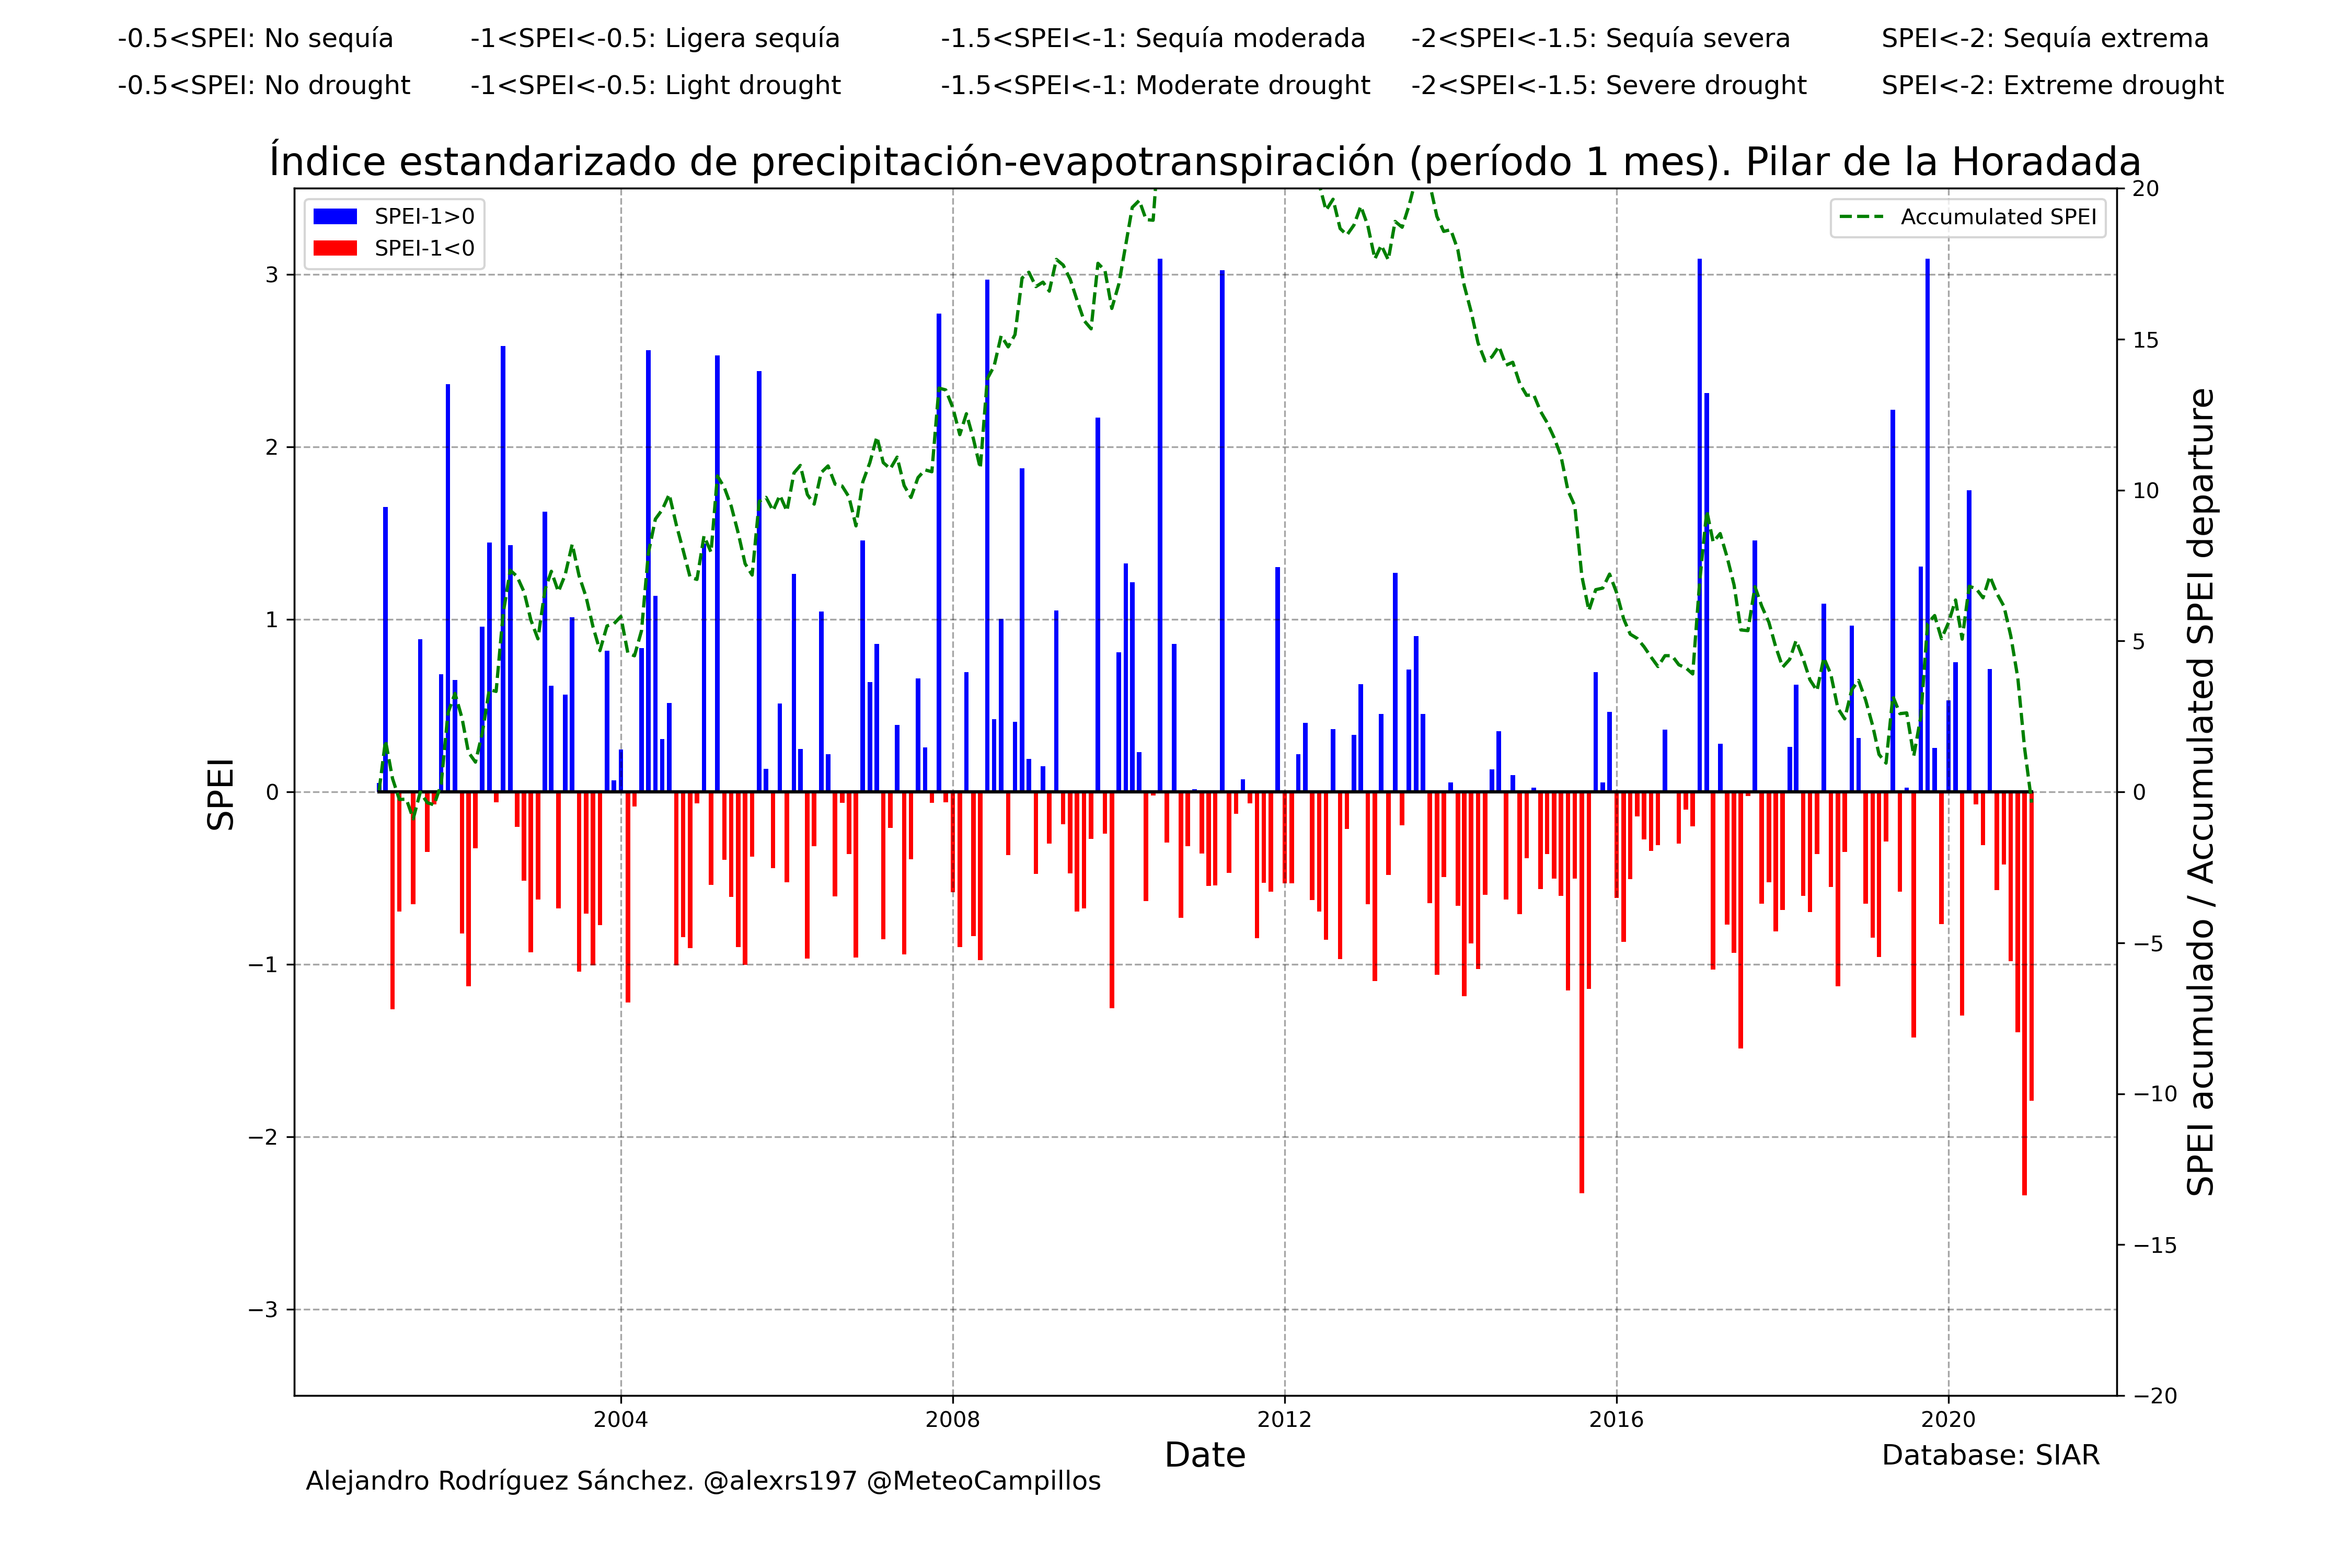 -0.5<SPEI: No sequía -1<SPEI<-0.5: Ligera sequía -1.5<SPEI<-1: Sequía moderada -2<SPEI<-1.5: Sequía severa SPEI<-2: Sequía extrema
-0.5<SPEI: No drought -1<SPEI<-0.5: Light drought -1.5<SPEI<-1: Moderate drought -2<SPEI<-1.5: Severe drought SPEI<-2: Extreme drought
Índice estandarizado de precipitación-evapotranspiración (período 1 mes). Pilar de la Horadada
SPEI-1>0
SPEI-1<0
Accumulated SPEI
SPEI
3
2
1
0
−1
−2
−3
20
15
10
5
0
−5
−10
−15
−20
SPEI acumulado / Accumulated SPEI departure
2004 2008 2012 2016 2020
Date
Database: SIAR
Alejandro Rodríguez Sánchez. @alexrs197 @MeteoCampillos